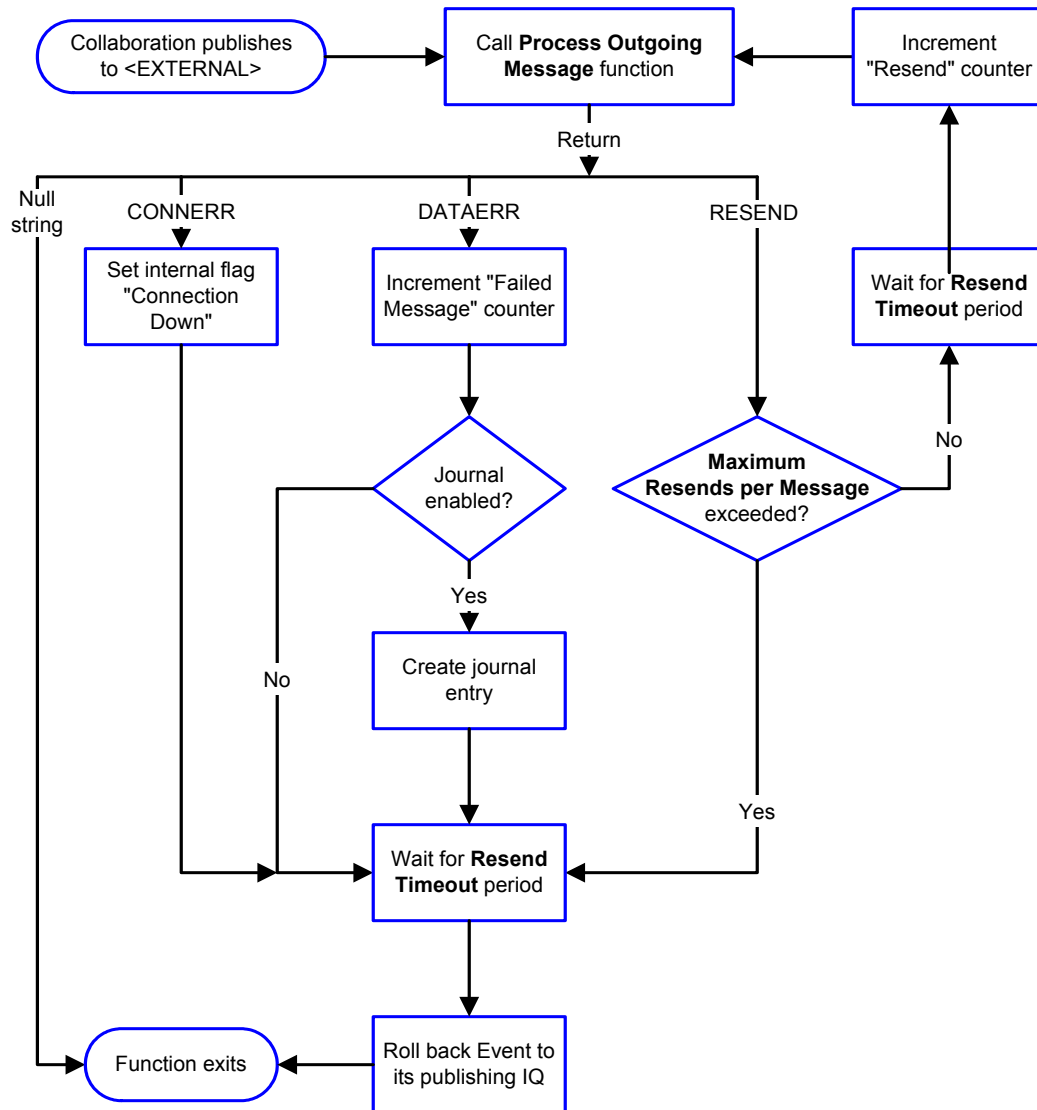 Collaboration publishes
to <EXTERNAL>
Call Process Outgoing
Message function
Increment
"Resend" counter
Return
Null
string
CONNERR
DATAERR
RESEND
Set internal flag
"Connection
Down"
Increment "Failed
Message" counter
Wait for Resend
Timeout period
Journal
enabled?
Maximum
Resends per Message
exceeded?
No
Yes
No
Create journal
entry
Yes
Wait for Resend
Timeout period
Function exits
Roll back Event to
its publishing IQ